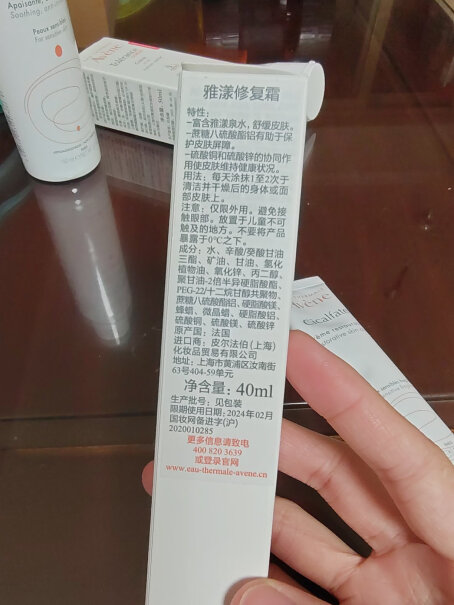 Apaisante,
Soothing,
Peaux sensibles
For sensitive skin
Avène
Tolerance
雅漾修复霜
特性：
–富含雅漾泉水，舒缓皮肤。
–蔗糖八硫酸酯铝有助于保
护皮肤屏障。
–硫酸铜和硫酸锌的协同作
用使皮肤维持健康状况。
用法：每天涂抹1至2次于
清洁并干燥后的身体或面
部皮肤上。
注意：仅限外用。避免接
触眼部。放置于儿童不可
触及的地方。不要将产品
暴露于0℃之下。
成分：水、辛酸/癸酸甘油
三酯、矿油、甘油、氢化
植物油、氧化锌、丙二醇、
聚甘油-2倍半异硬脂酸酯、
PEG-22/十二烷甘醇共聚物、
蔗糖八硫酸酯铝、硬脂酸镁、
蜂蜡、微晶蜡、硬脂酸铝、
硫酸铜、硫酸镁、硫酸锌
原产国：法国
进口商：皮尔法伯(上海)
化妆品贸易有限公司
地址：上海市黄浦区汝南街
63号404-59单元
净含量：40ml
生产批号：见包装
限期使用日期：2024年02月
国妆网备进字(沪)
2020010285
更多信息请致电
400 820 3639
或登录官网
www.eau-thermale-avene.cn
Avène
Cicalfate